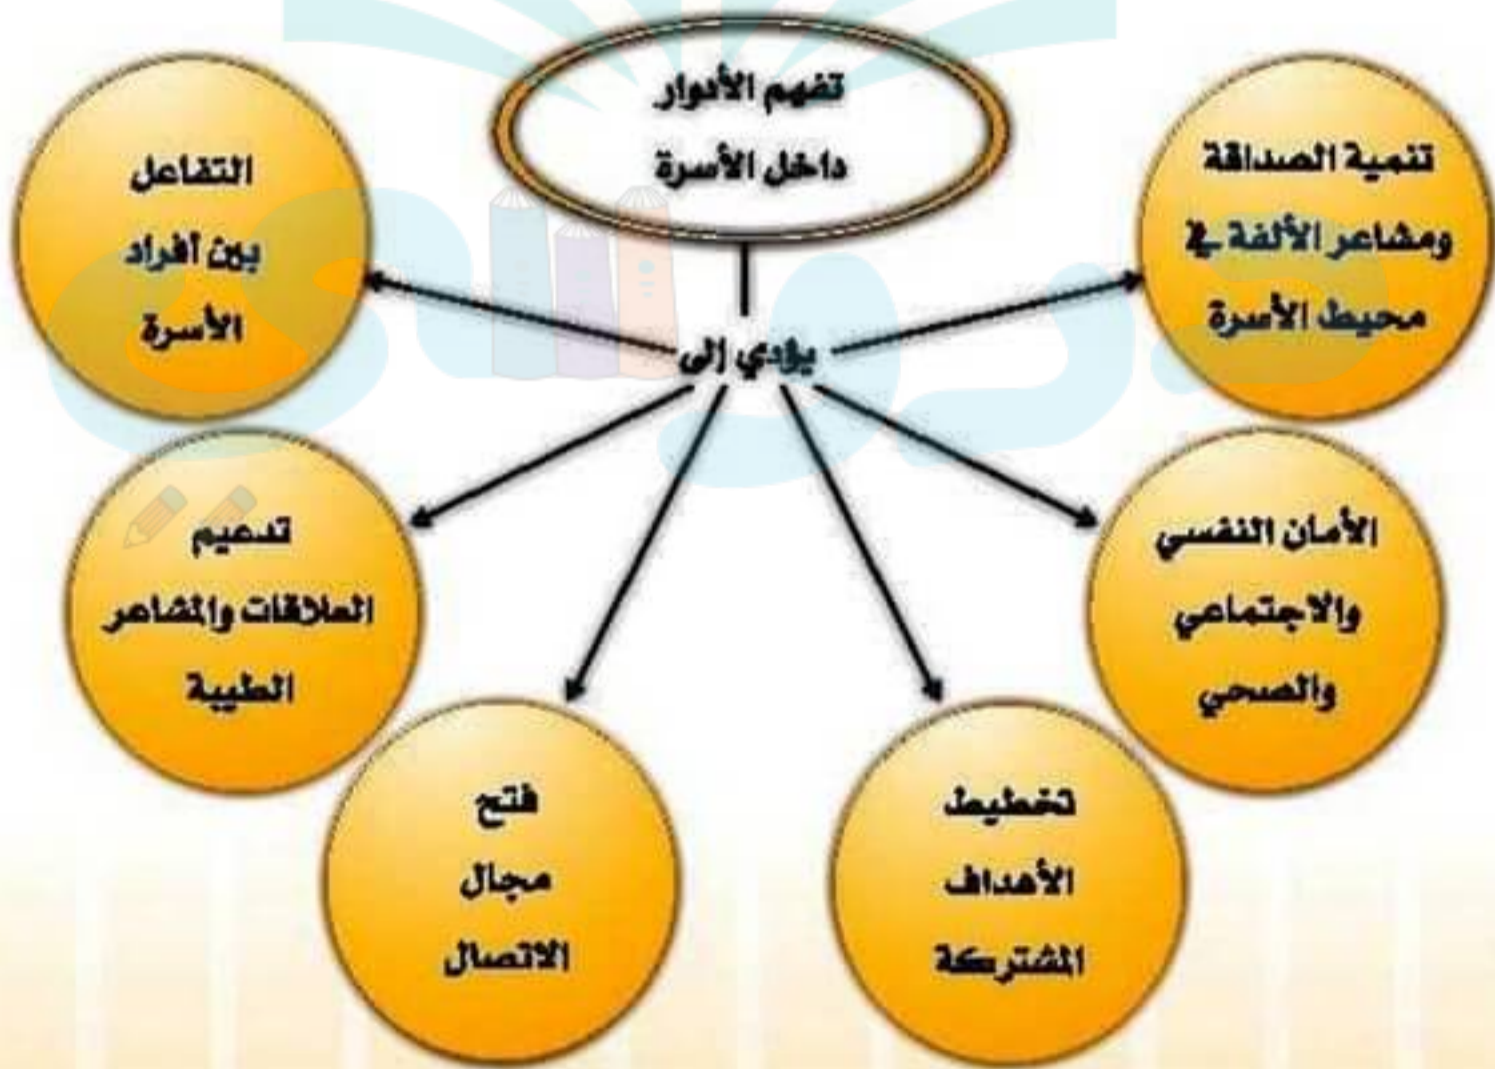 تفهم الأدوار
داخل الأسرة
يؤدي إلى
تنمية الصداقة
ومشاعر الألفة في
محيط الأسرة
الأمان النفسي
والاجتماعي
والصحي
تخطيط
الأهداف
المشتركة
فتح
مجال
الاتصال
تدعيم
العلاقات والمشاعر
الطيبة
التفاعل
بين أفراد
الأسرة